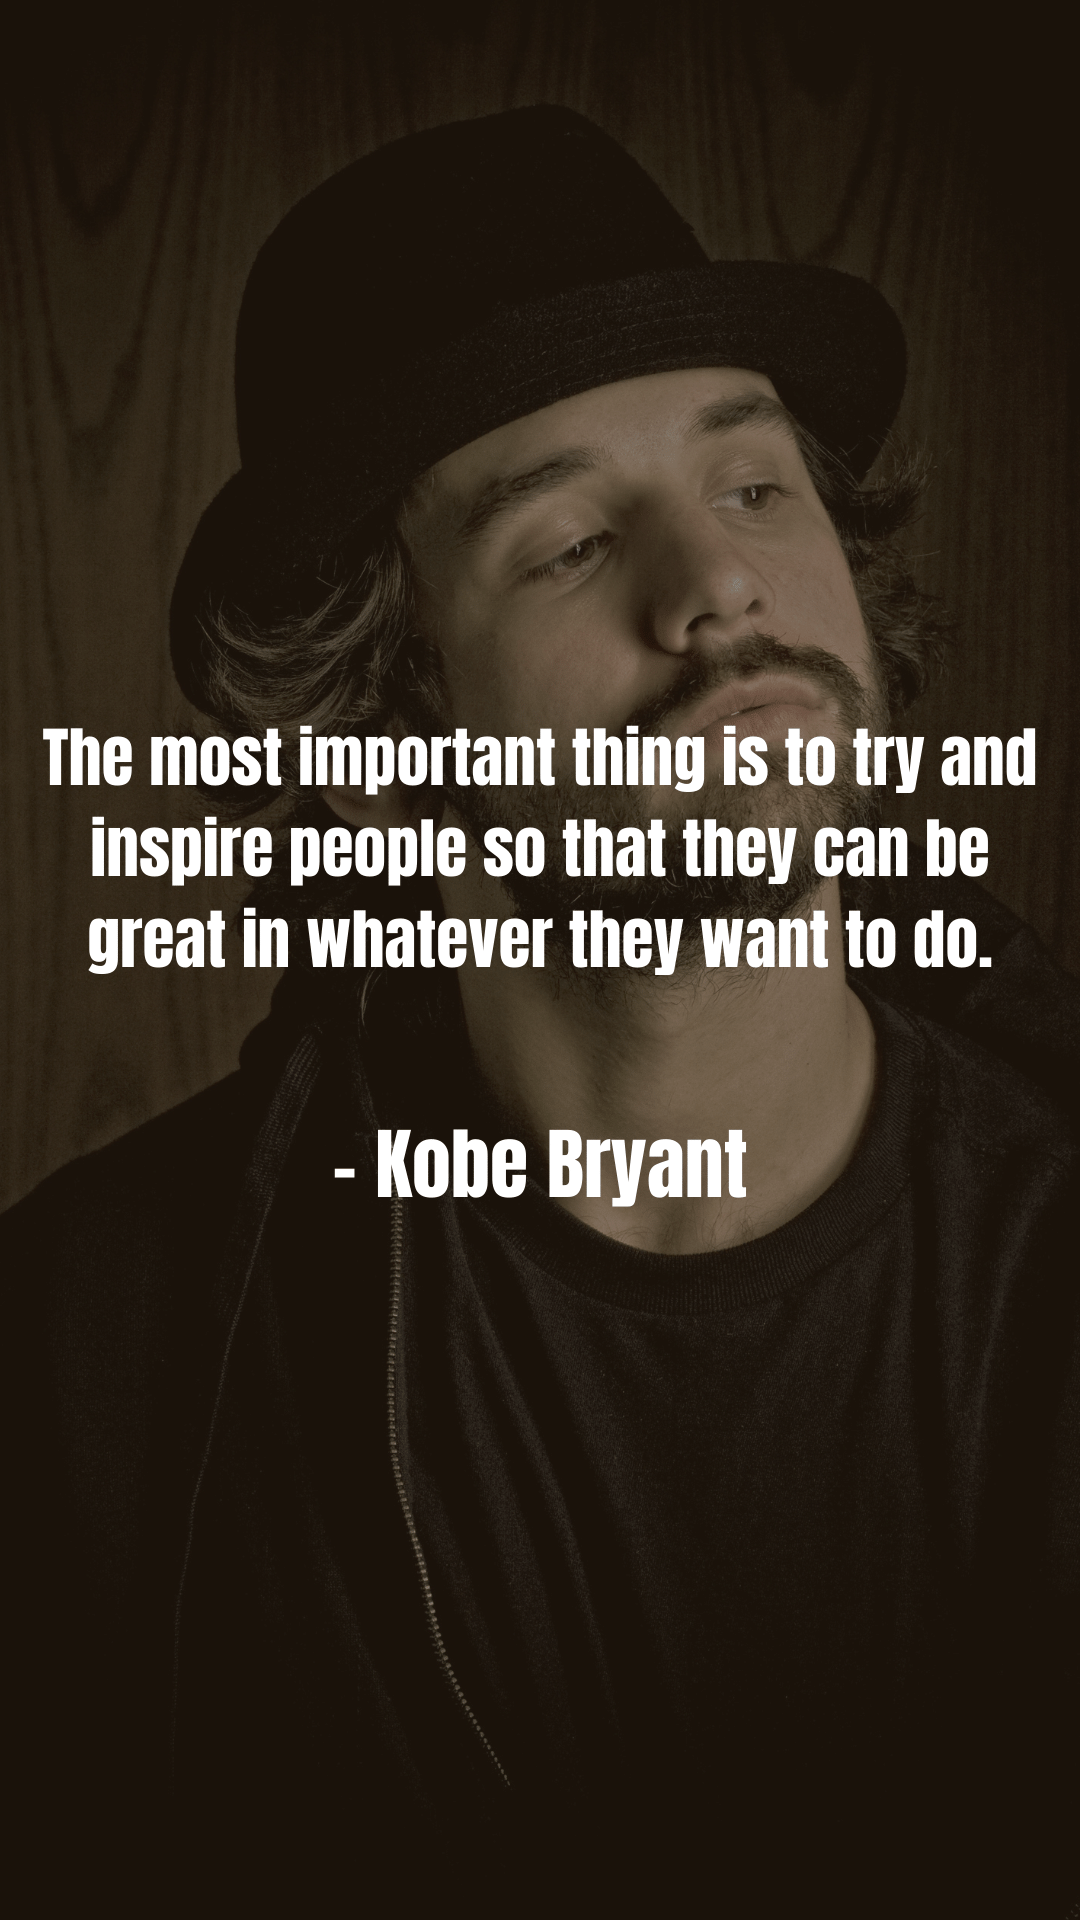 The most important thing is to try and
inspire people so that they can be
great in whatever they want to do.
- Kobe Bryant